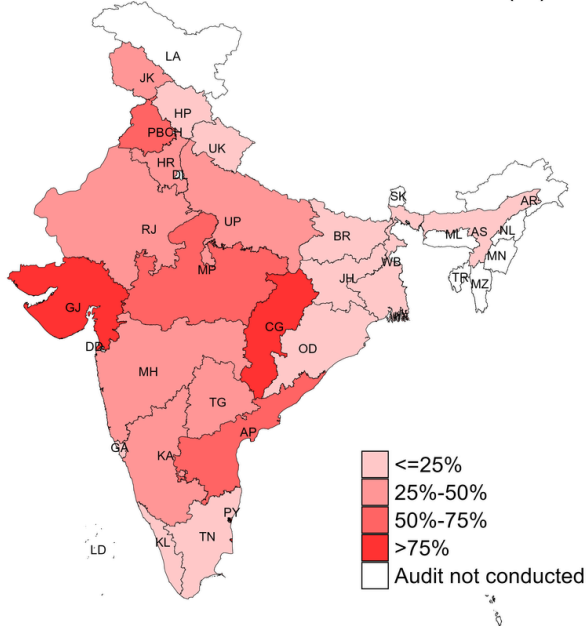 LA
JK
HP
PBCH
UK
HR
DL
SK
AR
RJ
UP
BR
ML
AS
NL
MN
MP
JH
WB
TR
MZ
GJ
CG
DD
OD
MH
TG
AP
GA
KA
PY
KL
TN
LD
<=25%
25%-50%
50%-75%
>75%
Audit not conducted